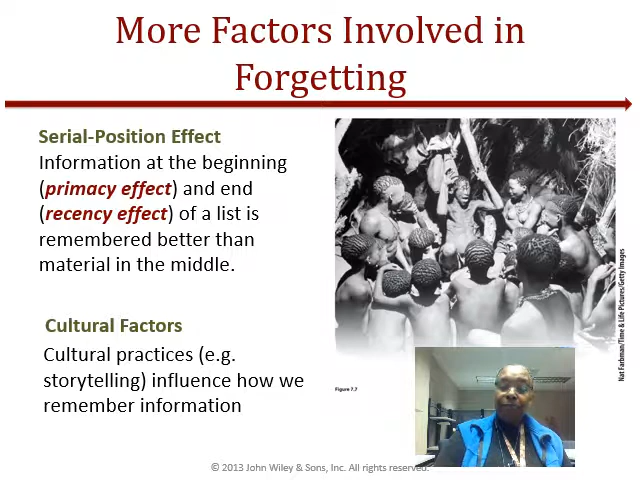 More Factors Involved in
Forgetting
Serial-Position Effect
Information at the beginning
(primacy effect) and end
(recency effect) of a list is
remembered better than
material in the middle.
Cultural Factors
Cultural practices (e.g.
storytelling) influence how we
remember information
Nat Farbman/Time & Life Pictures/Getty Images
Figure 7.7
© 2013 John Wiley & Sons, Inc. All rights reserved.